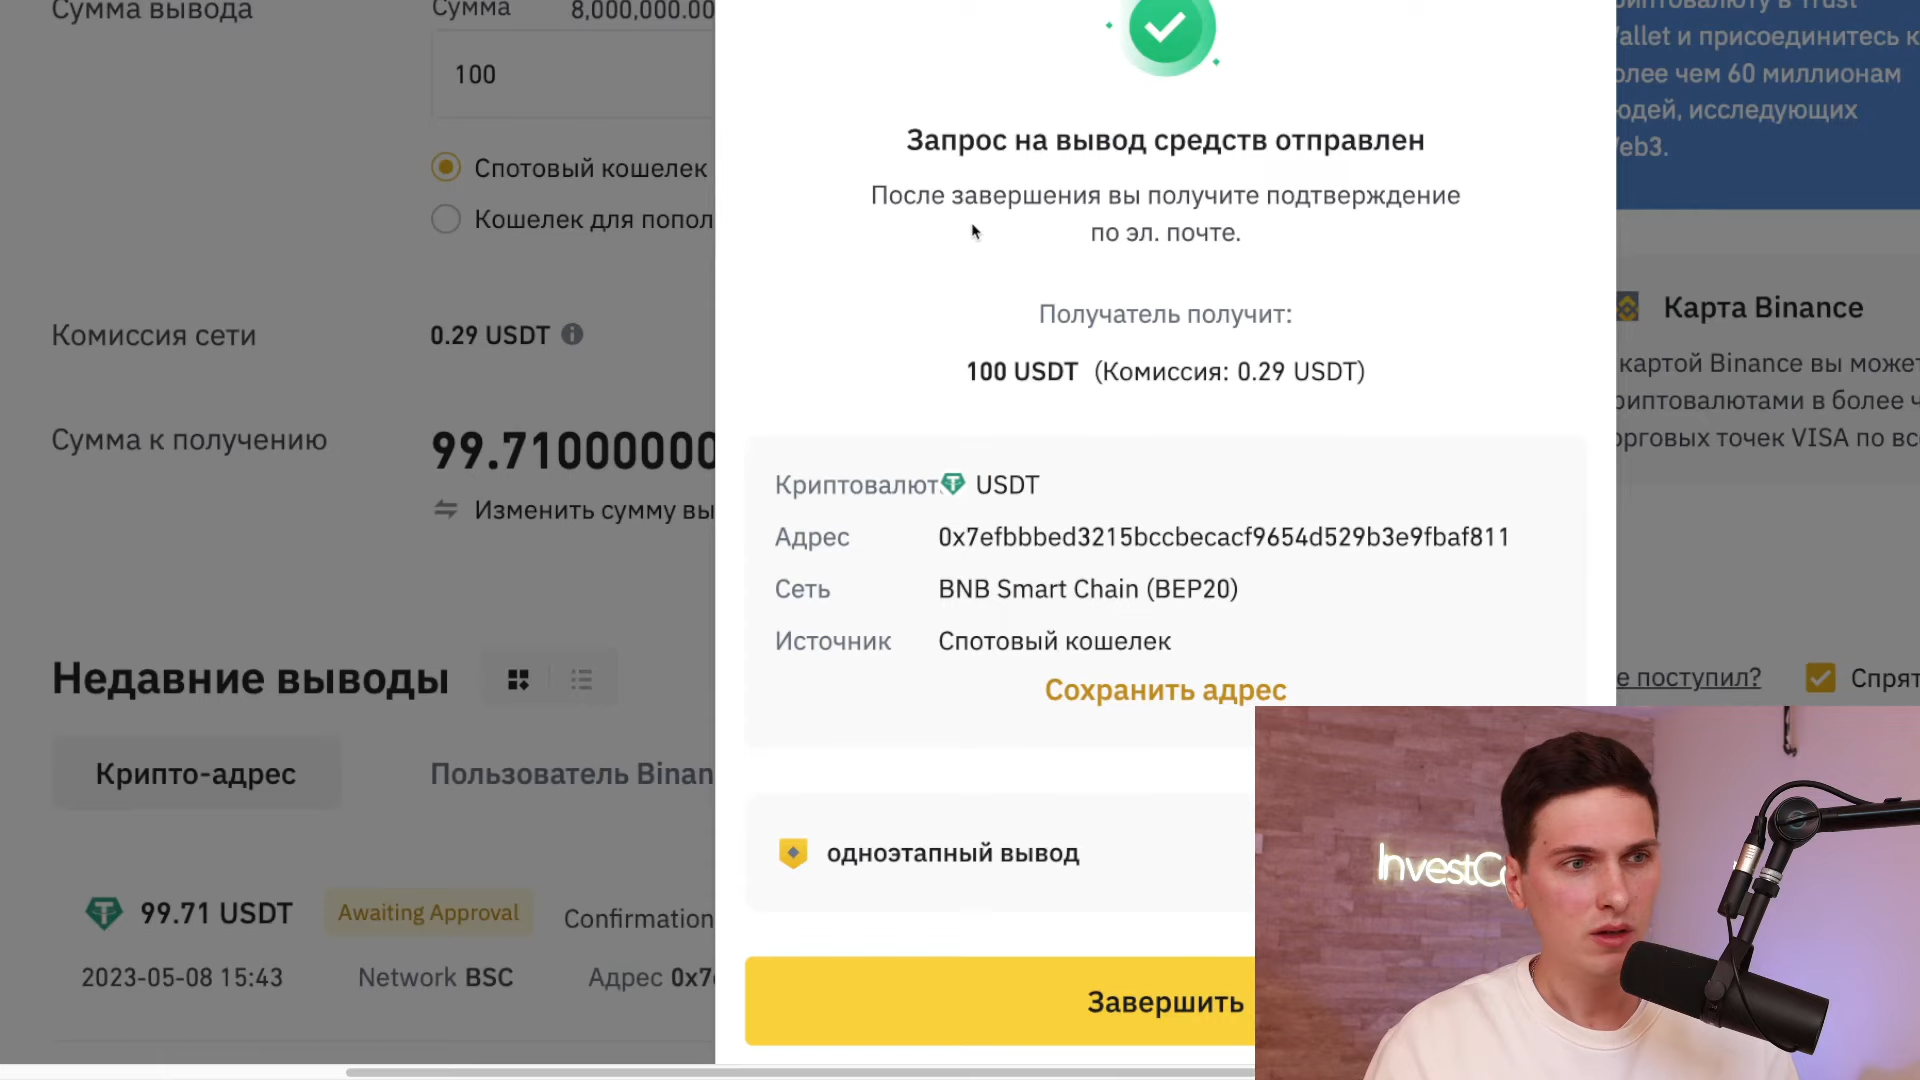 Сумма вывода
Сумма
8,000,000.00
100
Спотовый кошелек
Кошелек для попол
Комиссия сети
0.29 USDT
Сумма к получению
99.71000000
Изменить сумму вы
Недавние выводы
Крипто-адрес
Пользователь Binan
99.71 USDT
Awaiting Approval
Confirmation
2023-05-08 15:43
Network BSC
Адрес 0x7
Запрос на вывод средств отправлен
После завершения вы получите подтверждение
по эл. почте.
Получатель получит:
100 USDT (Комиссия: 0.29 USDT)
Криптовалют
USDT
Адрес
0x7efbbbed3215bccbecacf9654d529b3e9fbaf811
Сеть
BNB Smart Chain (BEP20)
Источник
Спотовый кошелек
Сохранить адрес
одноэтапный вывод
Завершить
риптовалюту в Trust
allet и присоединитесь к
олее чем 60 миллионам
юдей, исследующих
eb3.
Карта Binance
картой Binance вы може
риптовалютами в более ч
орговых точек VISA по вс
е поступил?
Спрят
InvestC